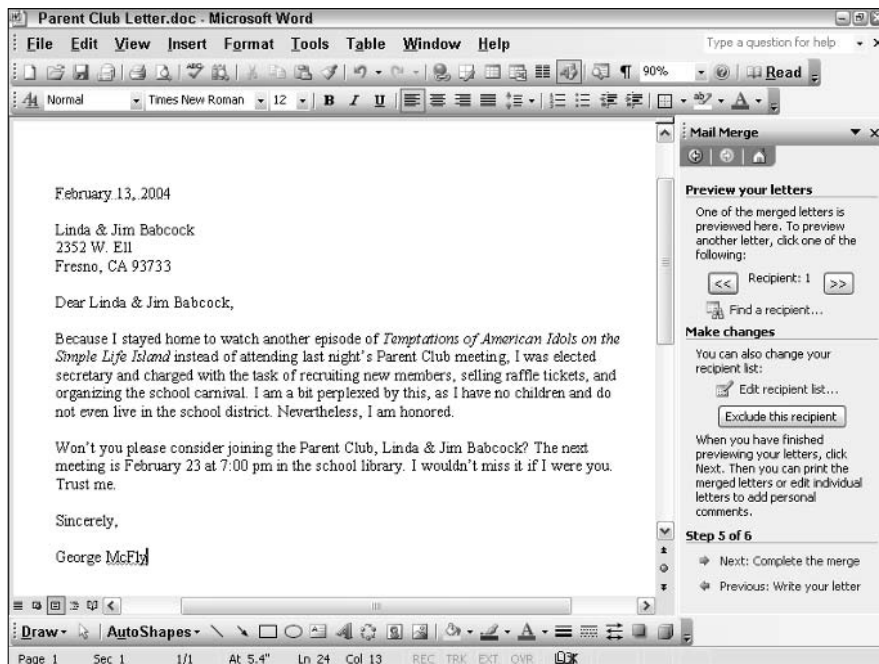 Parent Club Letter.doc - Microsoft Word
File Edit View Insert Format Tools Table Window Help
Type a question for help
90%
Read
Normal
Times New Roman
12
B I U
Mail Merge
Preview your letters
One of the merged letters is
previewed here. To preview
another letter, click one of the
following:
<< Recipient: 1 >>
Find a recipient...
Make changes
You can also change your
recipient list:
Edit recipient list...
Exclude this recipient
When you have finished
previewing your letters, click
Next. Then you can print the
merged letters or edit individual
letters to add personal
comments.
Step 5 of 6
Next: Complete the merge
Previous: Write your letter
February 13, 2004
Linda & Jim Babcock
2352 W. Ell
Fresno, CA 93733
Dear Linda & Jim Babcock,
Because I stayed home to watch another episode of Temptations of American Idols on the
Simple Life Island instead of attending last night's Parent Club meeting, I was elected
secretary and charged with the task of recruiting new members, selling raffle tickets, and
organizing the school carnival. I am a bit perplexed by this, as I have no children and do
not even live in the school district. Nevertheless, I am honored.
Won't you please consider joining the Parent Club, Linda & Jim Babcock? The next
meeting is February 23 at 7:00 pm in the school library. I wouldn't miss it if I were you.
Trust me.
Sincerely,
George McFly
Draw AutoShapes
Page 1 Sec 1 1/1 At 5.4" Ln 24 Col 13 REC TRK EXT OVR